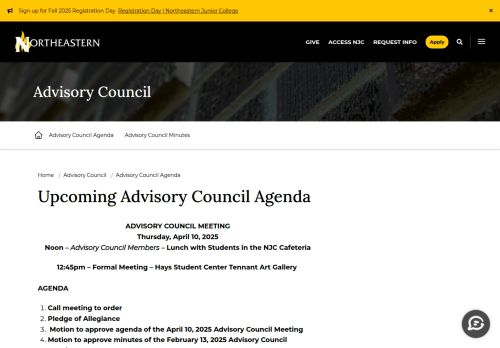 Sign up for Fall 2025 Registration Day Registration Day | Northeastern Junior College ×
NORTHEASTERN
GIVE ACCESS NJC REQUEST INFO Apply
Advisory Council
Advisory Council Agenda Advisory Council Minutes
Home / Advisory Council / Advisory Council Agenda
Upcoming Advisory Council Agenda
ADVISORY COUNCIL MEETING
Thursday, April 10, 2025
Noon – Advisory Council Members – Lunch with Students in the NJC Cafeteria
12:45pm – Formal Meeting – Hays Student Center Tennant Art Gallery
AGENDA
1. Call meeting to order
2. Pledge of Allegiance
3. Motion to approve agenda of the April 10, 2025 Advisory Council Meeting
4. Motion to approve minutes of the February 13, 2025 Advisory Council